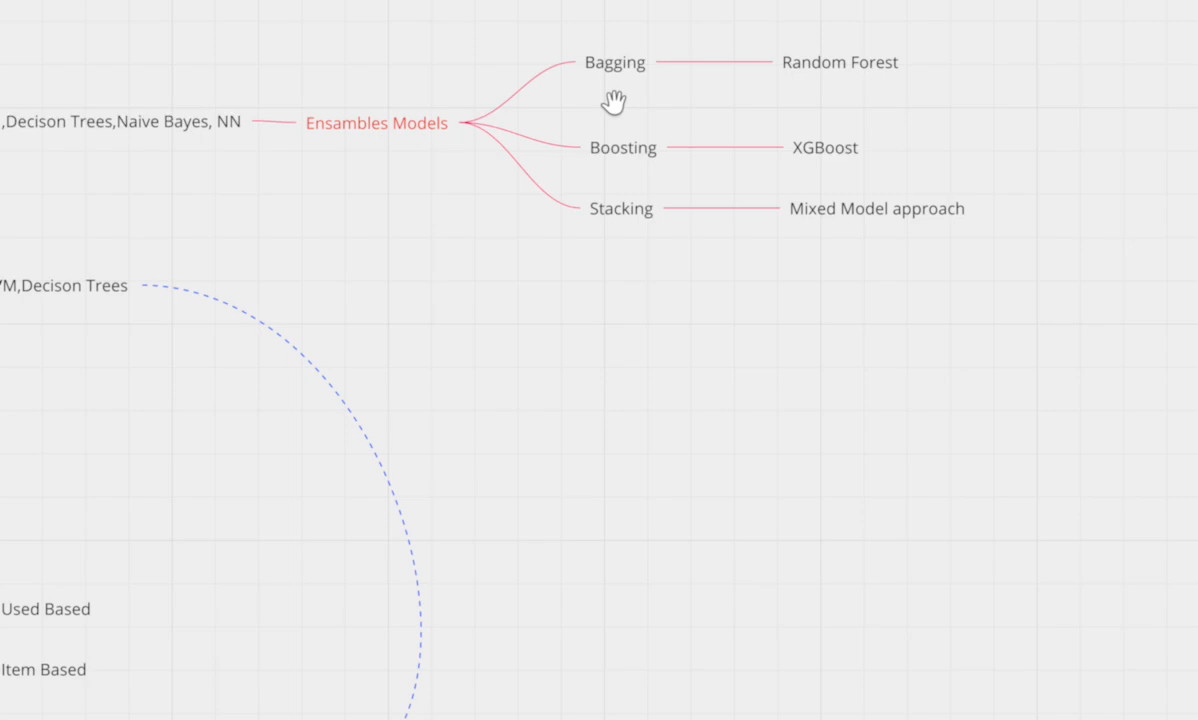 Bagging
Random Forest
,Decison Trees,Naive Bayes, NN
Ensambles Models
Boosting
XGBoost
Stacking
Mixed Model approach
M,Decison Trees
Used Based
Item Based